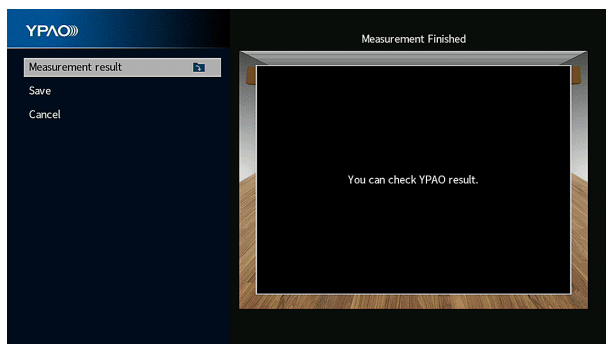 YPAO
Measurement Finished
Measurement result
Save
Cancel
You can check YPAO result.